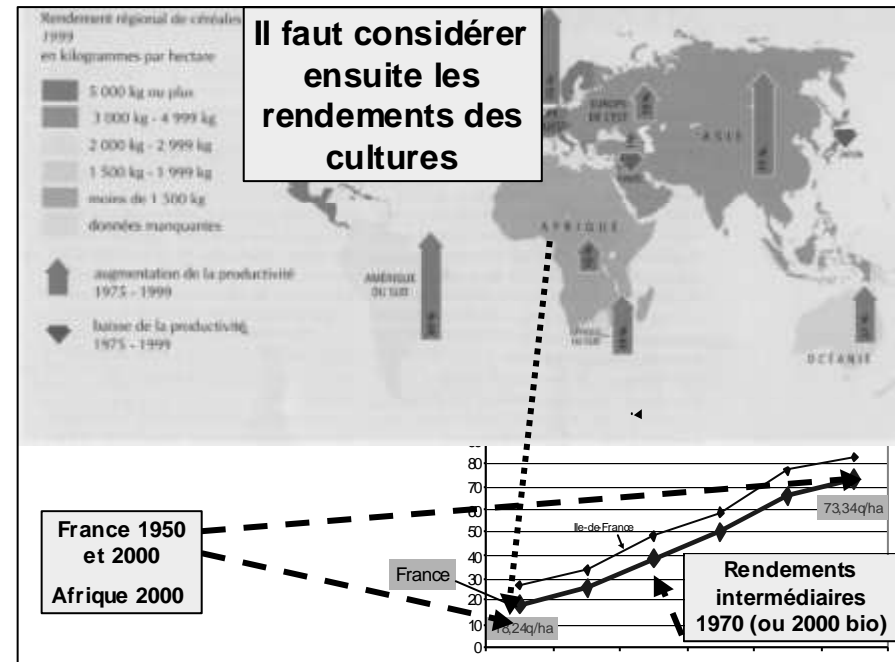 Rendement régional de céréales
1999
en kilogrammes par hectare
5 000 kg ou plus
3 000 kg - 4 999 kg
2 000 kg - 2 999 kg
1 500 kg - 1 999 kg
moins de 1 500 kg
données manquantes
augmentation de la productivité
1975 - 1999
baisse de la productivité,
1975 - 1999
Il faut considérer
ensuite les
rendements des
cultures
EUROPE
DE L'EST
ASIE
AFRIQUE
AMÉRIQUE
DU SUD
OCÉANIE
France 1950
et 2000
Afrique 2000
80
70
60
50
40
30
20
10
0
Ile-de-France
France
18,24q/ha
73,34q/ha
Rendements
intermédiaires
1970 (ou 2000 bio)